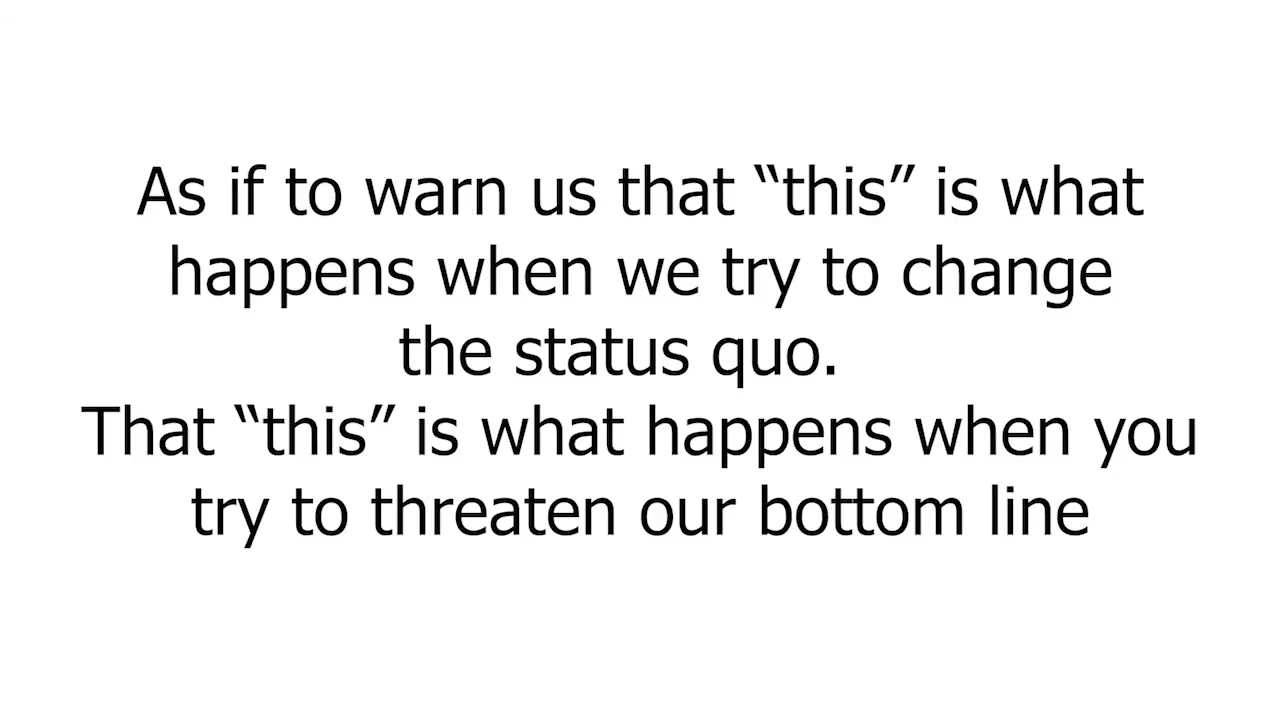 As if to warn us that “this” is what
happens when we try to change
the status quo.
That “this” is what happens when you
try to threaten our bottom line